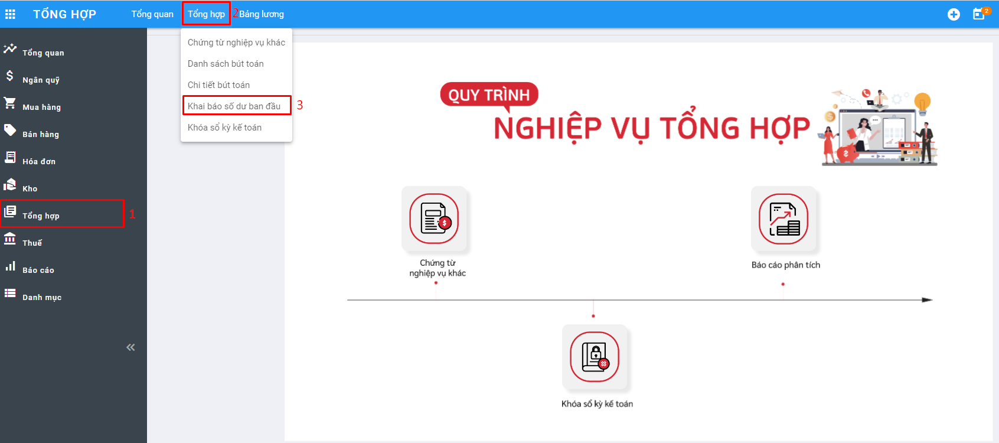 TỔNG HỢP
Tổng quan
Tổng hợp
2
Bảng lương
2
Tổng quan
Ngân quỹ
Mua hàng
Bán hàng
Hóa đơn
Kho
Tổng hợp
1
Thuế
Báo cáo
Danh mục
Chứng từ nghiệp vụ khác
Danh sách bút toán
Chi tiết bút toán
Khai báo số dư ban đầu
3
Khóa sổ kỳ kế toán
QUY TRÌNH
NGHIỆP VỤ TỔNG HỢP
Chứng từ
nghiệp vụ khác
Báo cáo phân tích
Khóa sổ kỳ kế toán